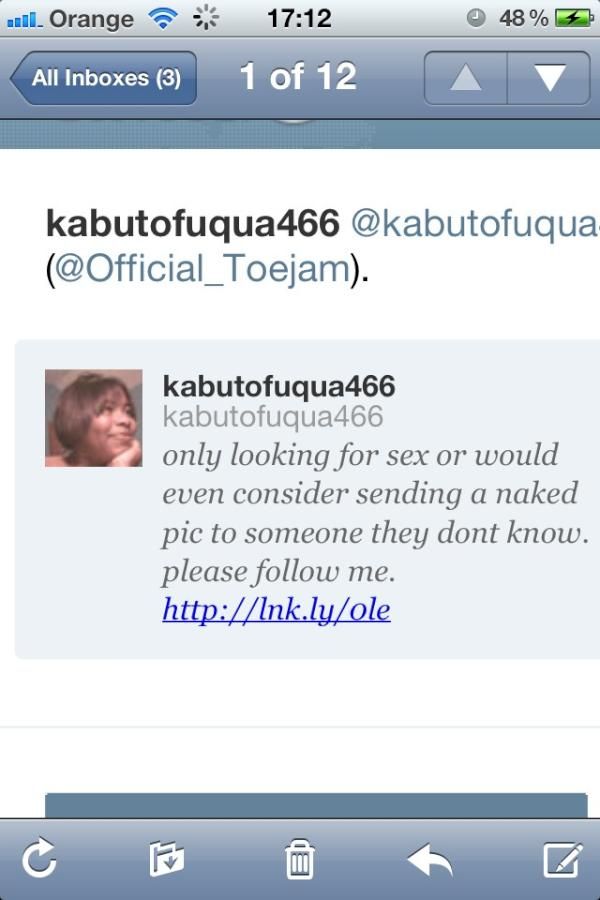 Orange 17:12 48%
All Inboxes (3) 1 of 12
kabutofuqua466 @kabutofuqua
(@Official_Toejam).
kabutofuqua466
kabutofuqua466
only looking for sex or would
even consider sending a naked
pic to someone they dont know.
please follow me.
http://lnk.ly/0le